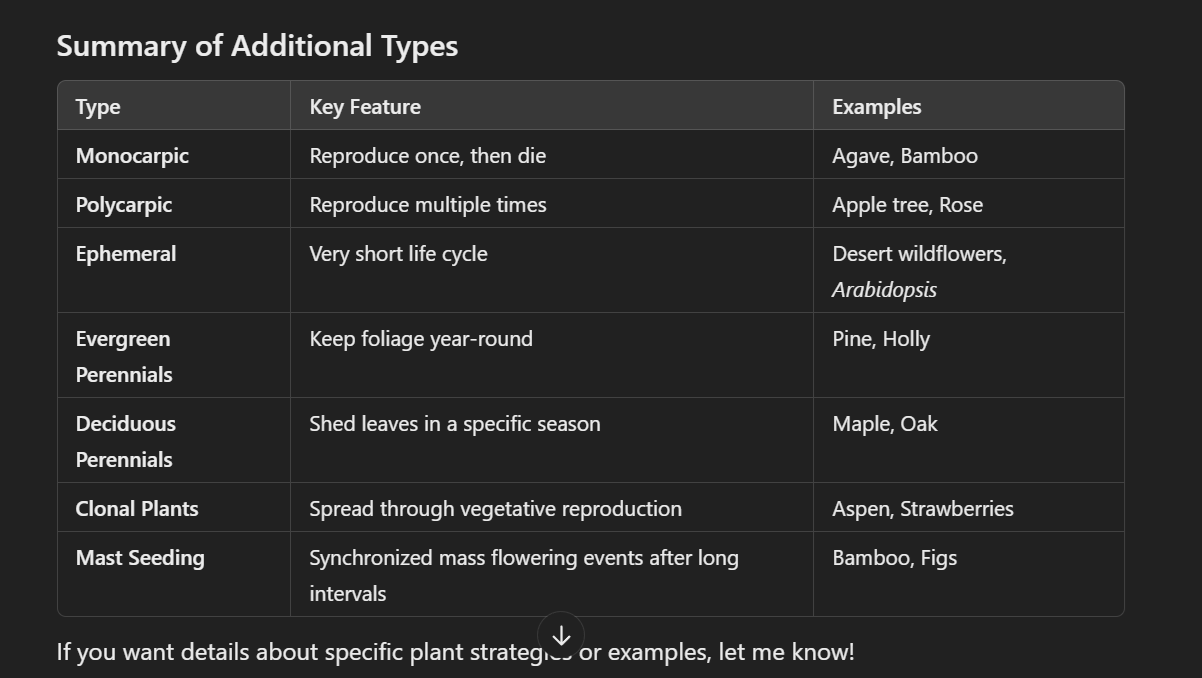 Summary of Additional Types
Type Key Feature Examples
Monocarpic Reproduce once, then die Agave, Bamboo
Polycarpic Reproduce multiple times Apple tree, Rose
Ephemeral Very short life cycle Desert wildflowers,
Arabidopsis
Evergreen Keep foliage year-round Pine, Holly
Perennials
Deciduous Shed leaves in a specific season Maple, Oak
Perennials
Clonal Plants Spread through vegetative reproduction Aspen, Strawberries
Mast Seeding Synchronized mass flowering events after long Bamboo, Figs
intervals
If you want details about specific plant strategies or examples, let me know!